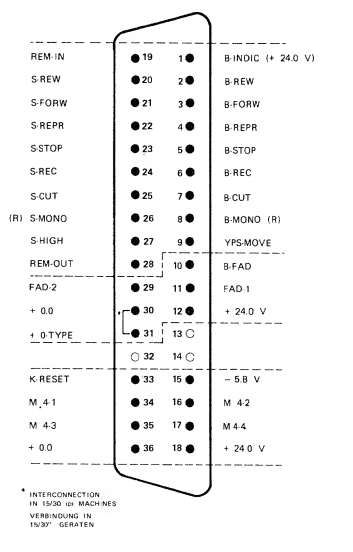 REM-IN 19 1 B-INDIC (+ 24.0 V)
S-REW 20 2 B-REW
S-FORW 21 3 B-FORW
S-REPR 22 4 B-REPR
S-STOP 23 5 B-STOP
S-REC 24 6 B-REC
S-CUT 25 7 B-CUT
(R) S-MONO 26 8 B-MONO (R)
S-HIGH 27 9 YPS-MOVE
REM-OUT 28 10 B-FAD
FAD-2 29 11 FAD-1
+ 0.0 * 30 12 + 24.0 V
+ 0-TYPE 31 13
32 14
K-RESET 33 15 - 5.8 V
M 4-1 34 16 M 4-2
M 4-3 35 17 M 4-4
+ 0.0 36 18 + 24.0 V
* INTERCONNECTION
IN 15/30 ips MACHINES
VERBINDUNG IN
15/30" GERATEN